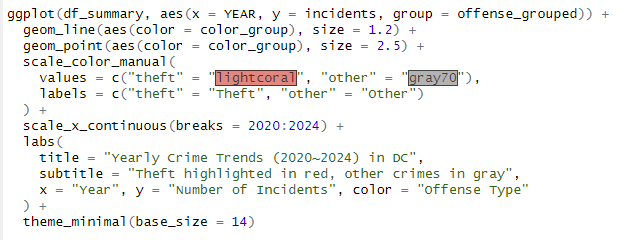 ggplot(df_summary, aes(x = YEAR, y = incidents, group = offense_grouped)) +
  geom_line(aes(color = color_group), size = 1.2) +
  geom_point(aes(color = color_group), size = 2.5) +
  scale_color_manual(
    values = c("theft" = "lightcoral", "other" = "gray70"),
    labels = c("theft" = "Theft", "other" = "Other")
  ) +
  scale_x_continuous(breaks = 2020:2024) +
  labs(
    title = "Yearly Crime Trends (2020~2024) in DC",
    subtitle = "Theft highlighted in red, other crimes in gray",
    x = "Year", y = "Number of Incidents", color = "Offense Type"
  ) +
  theme_minimal(base_size = 14)